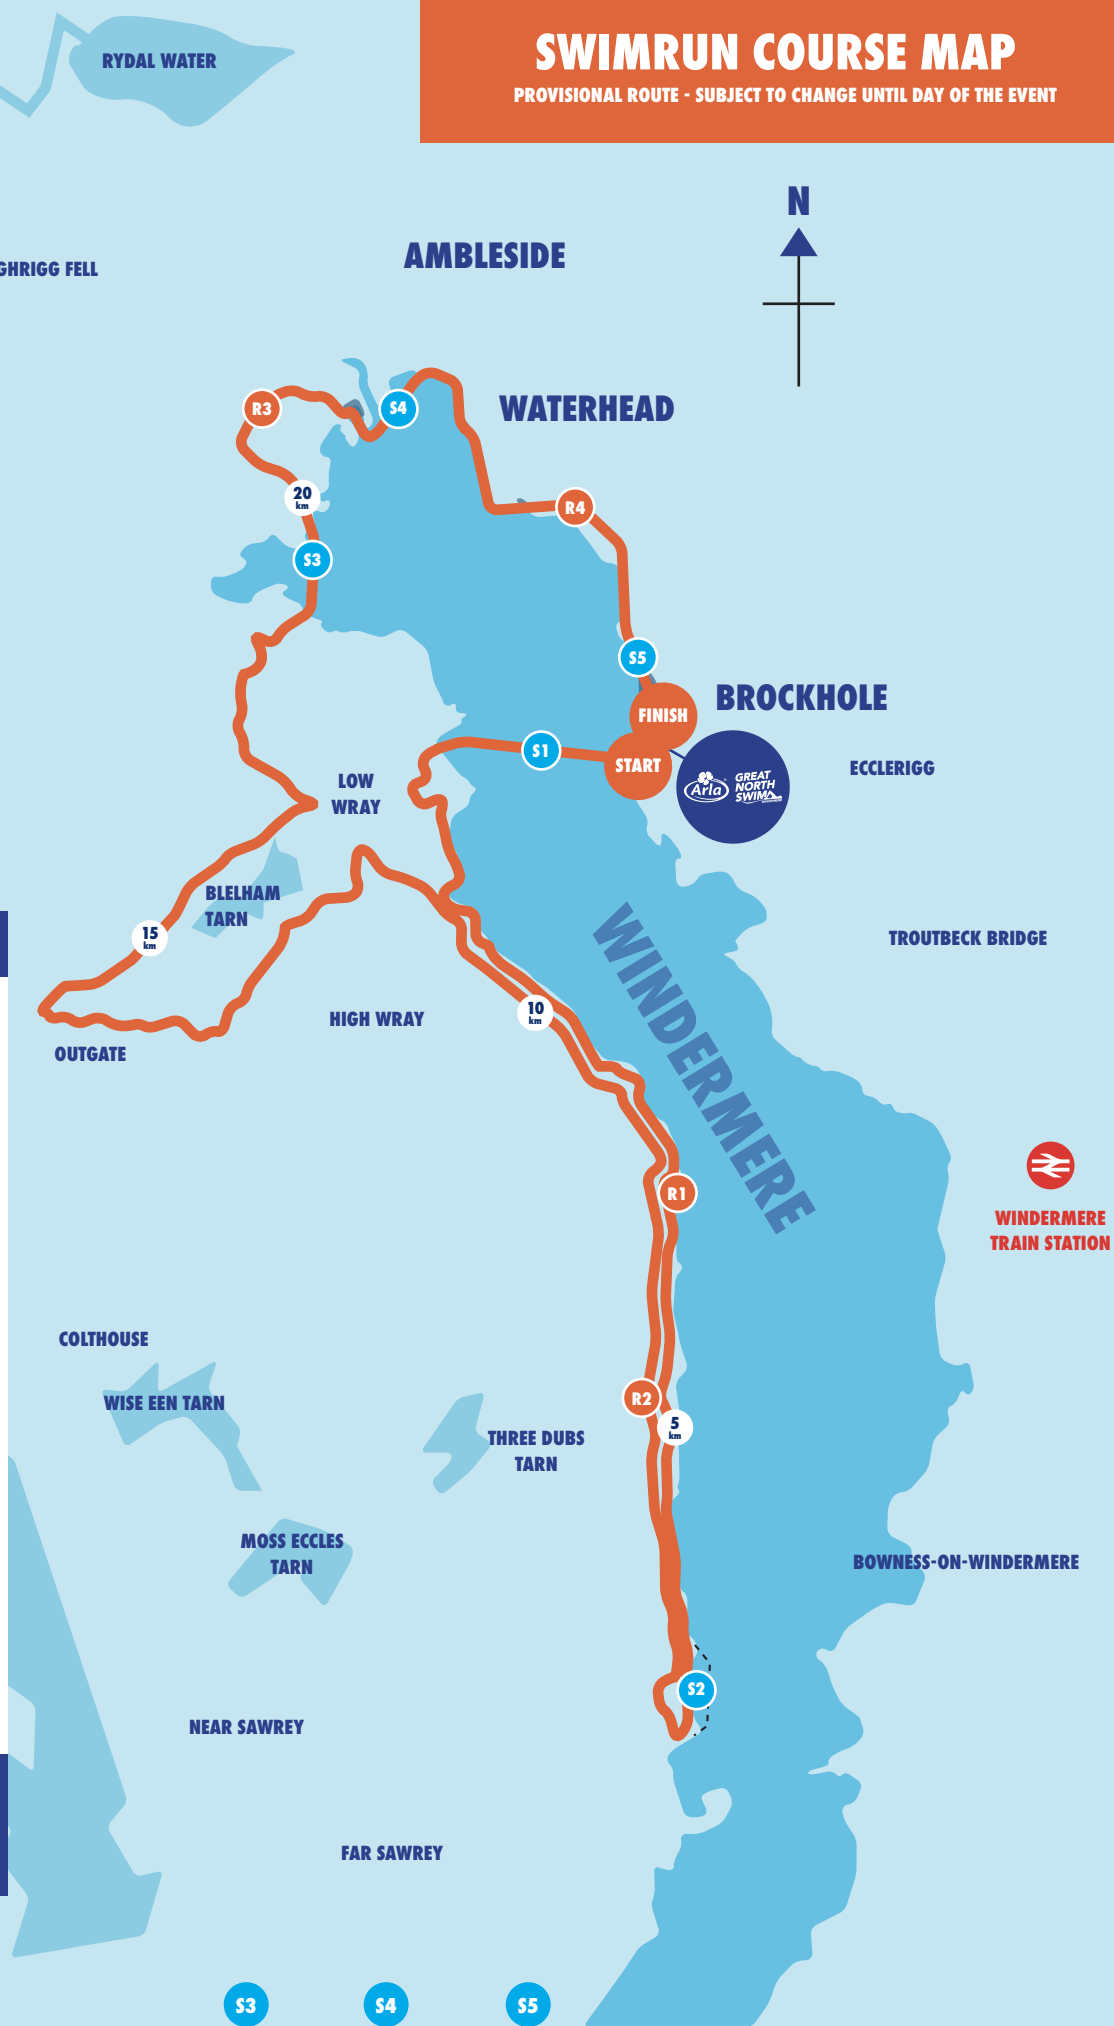 RYDAL WATER
SWIMRUN COURSE MAP
PROVISIONAL ROUTE - SUBJECT TO CHANGE UNTIL DAY OF THE EVENT
N
AMBLESIDE
GHRIGG FELL
R3
S4
WATERHEAD
20
km
R4
S3
S5
BROCKHOLE
FINISH
S1
START
ECCLERIGG
LOW
WRAY
Arla
GREAT
NORTH
SWIM
BLELHAM
TARN
15
km
TROUTBECK BRIDGE
WINDERMERE
10
km
HIGH WRAY
OUTGATE
R1
WINDERMERE
TRAIN STATION
COLTHOUSE
WISE EEN TARN
R2
5
km
THREE DUBS
TARN
MOSS ECCLES
TARN
BOWNESS-ON-WINDERMERE
S2
NEAR SAWREY
FAR SAWREY
S3
S4
S5